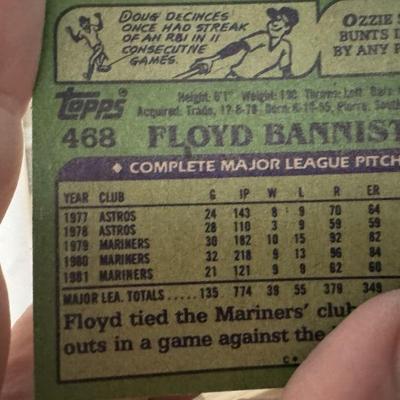 DOUG DECINCES
ONCE HAD STREAK
OF AN RBI IN 11
CONSECUTIVE
GAMES.
OZZIE S
BUNTS
BY ANY
Topps
Height: 6'1" Weight: 190 Throws: Left Bats:
Acquired: Trade, 12-8-78 Born: 6-10-55, Pierre, South
468 FLOYD BANNIST
COMPLETE MAJOR LEAGUE PITCH
YEAR CLUB G IP W L R ER
1977 ASTROS 24 143 8 9 70 64
1978 ASTROS 28 110 3 9 59 59
1979 MARINERS 30 182 10 15 92 82
1980 MARINERS 32 218 9 13 96 84
1981 MARINERS 21 121 9 9 62 60
MAJOR LEA. TOTALS.....135 774 39 55 379 349
Floyd tied the Mariners' club
outs in a game against the